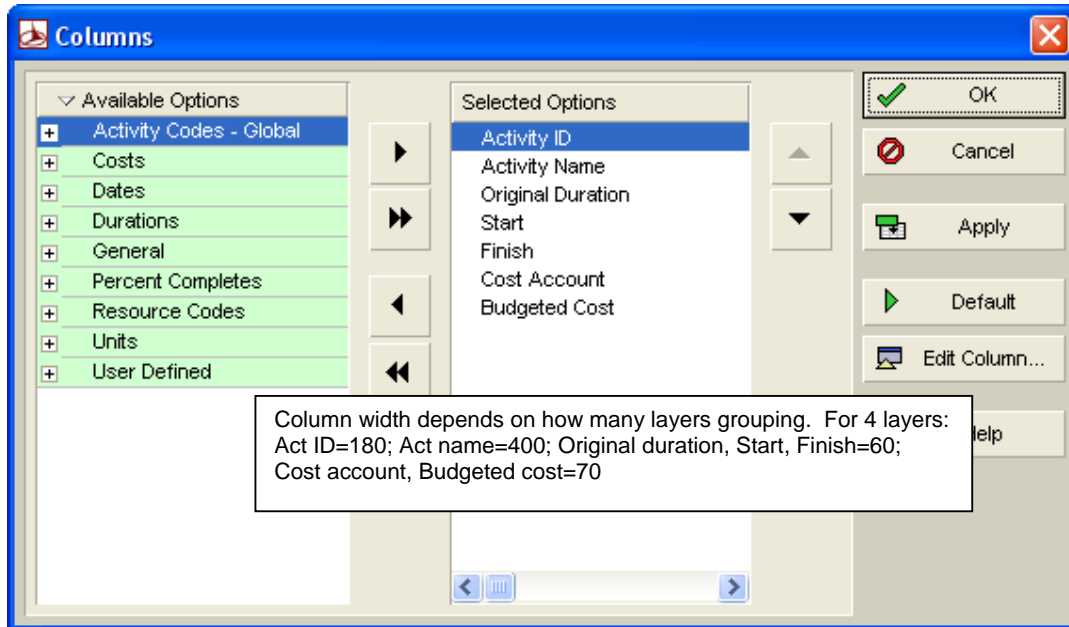 Columns
Available Options
Activity Codes - Global
Costs
Dates
Durations
General
Percent Completes
Resource Codes
Units
User Defined
Selected Options
Activity ID
Activity Name
Original Duration
Start
Finish
Cost Account
Budgeted Cost
OK
Cancel
Apply
Default
Edit Column...
Column width depends on how many layers grouping. For 4 layers:
Act ID=180; Act name=400; Original duration, Start, Finish=60;
Cost account, Budgeted cost=70